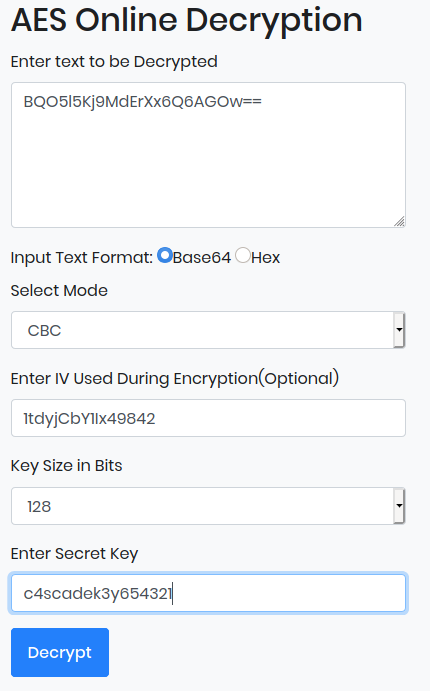 AES Online Decryption
Enter text to be Decrypted
BQO5l5Kj9MdErXx6Q6AGOw==
Input Text Format: Base64 Hex
Select Mode
CBC
Enter IV Used During Encryption(Optional)
1tdyjCbY1Ix49842
Key Size in Bits
128
Enter Secret Key
c4scadek3y654321
Decrypt